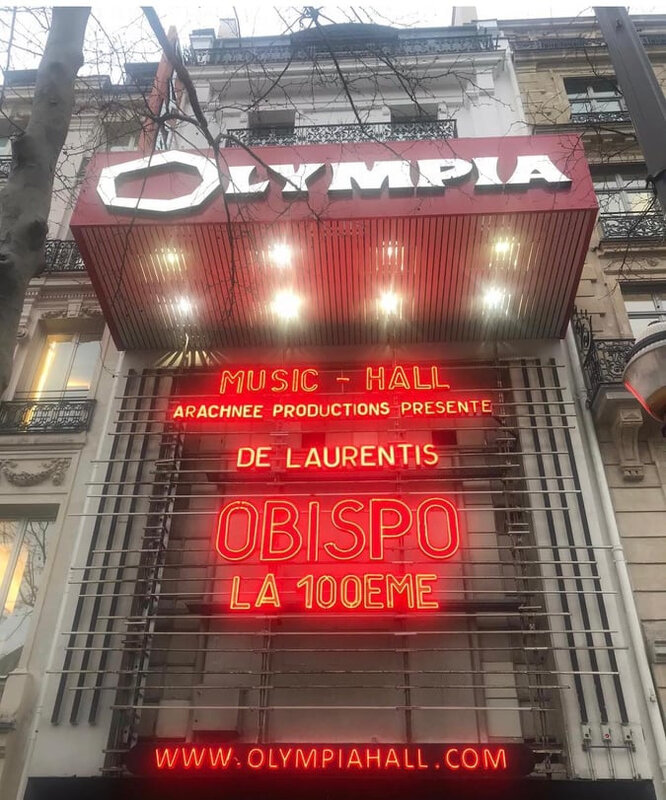 OLYMPIA
MUSIC - HALL
ARACHNEE PRODUCTIONS PRESENTE
DE LAURENTIS
OBISPO
LA 100EME
WWW.OLYMPIAHALL.COM